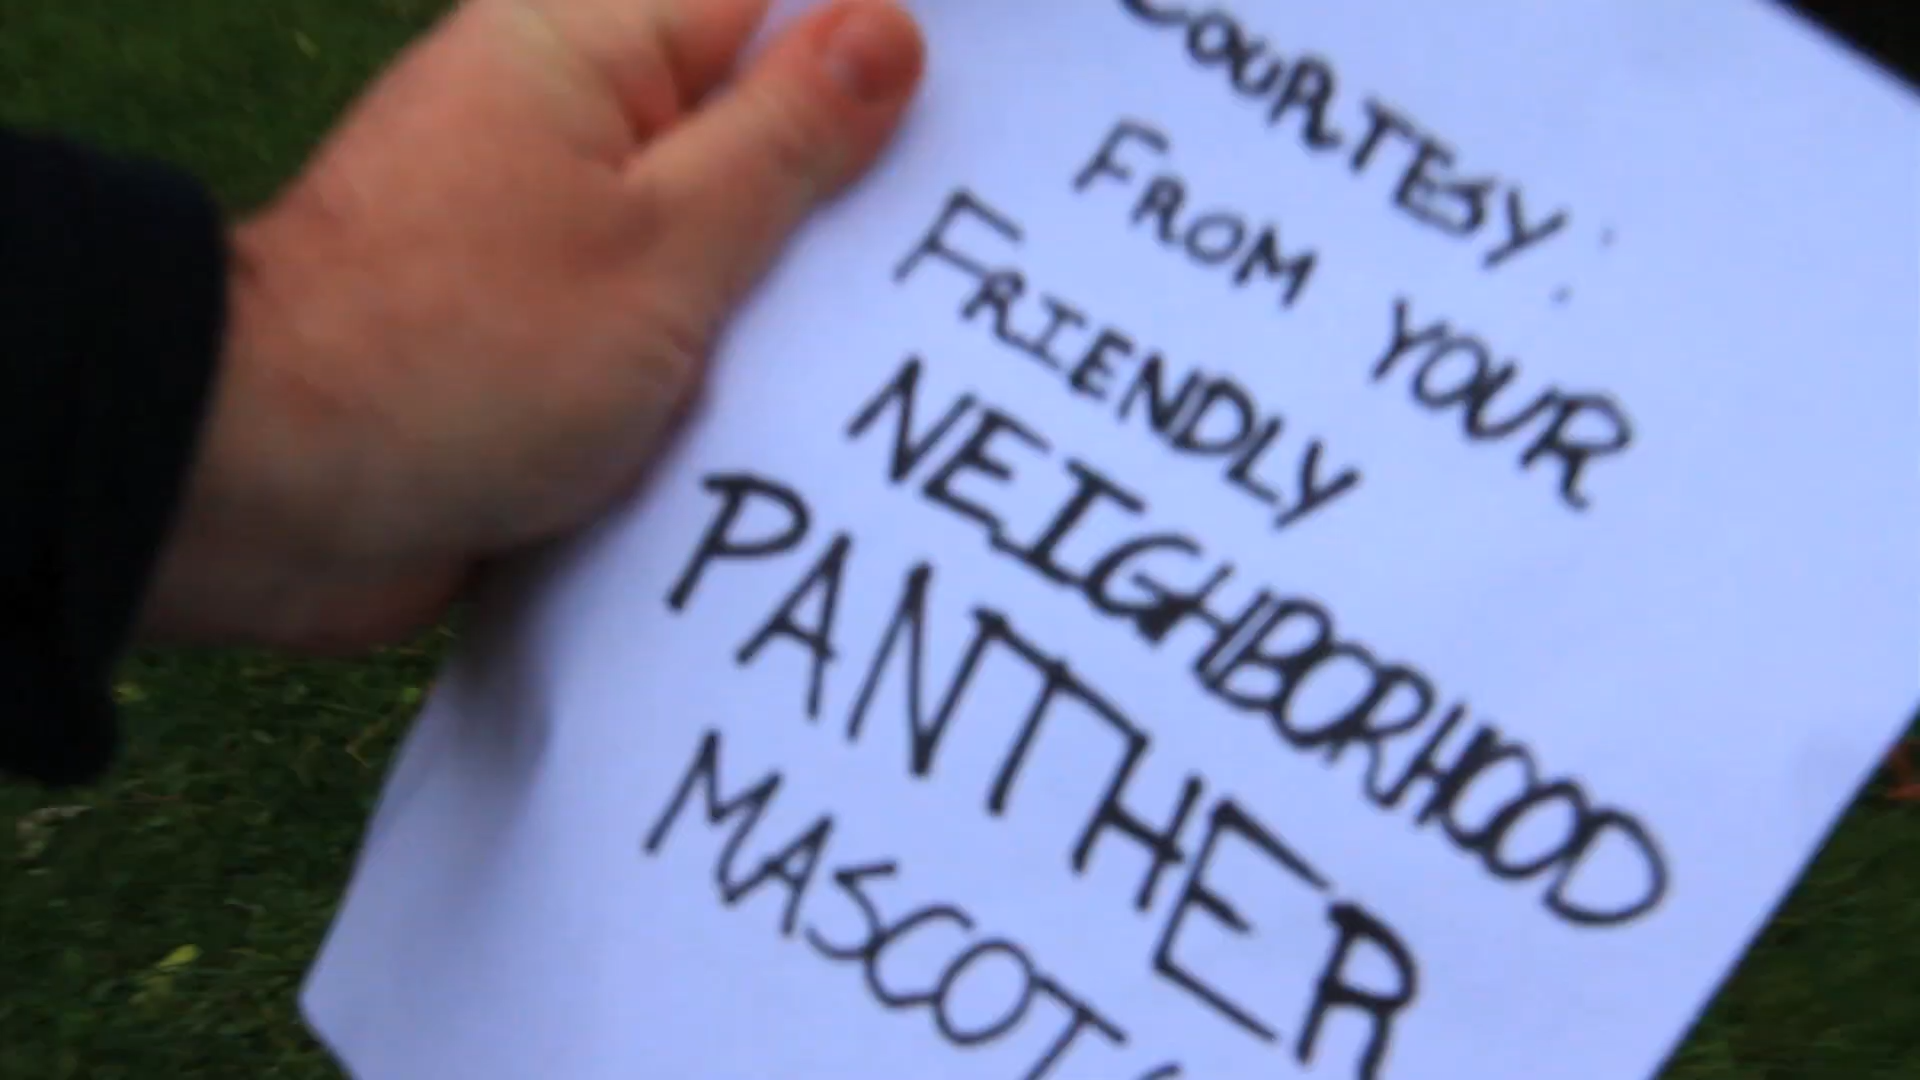 COURTESY:
FROM YOUR
FRIENDLY
NEIGHBORHOOD
PANTHER
MASCOT